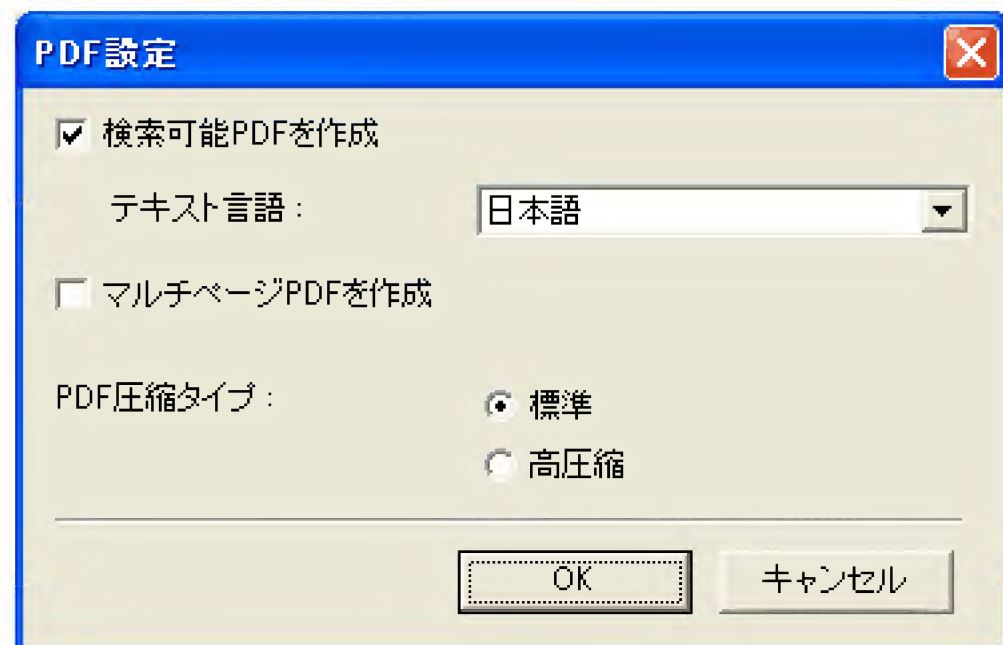 PDF設定
検索可能PDFを作成
テキスト言語 : 日本語
マルチページPDFを作成
PDF圧縮タイプ : 標準
高圧縮
OK キャンセル